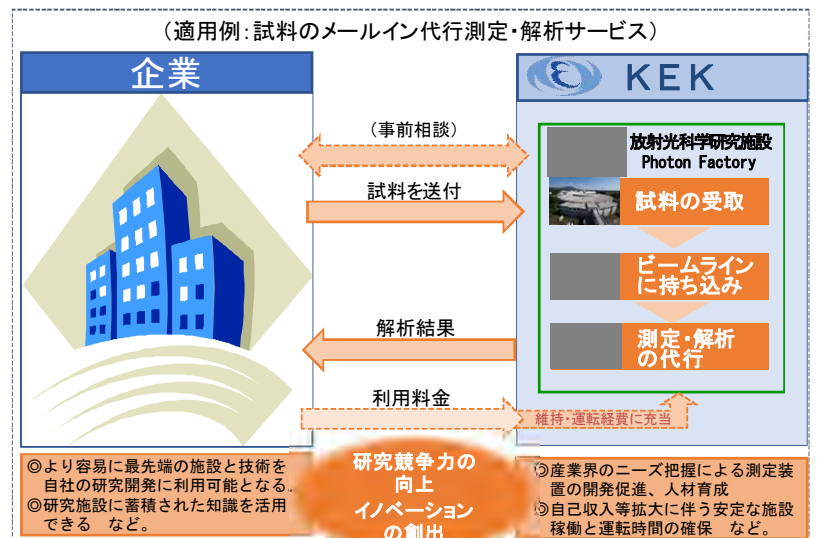 （適用例：試料のメールイン代行測定・解析サービス）
企業
KEK
（事前相談）
放射光科学研究施設
Photon Factory
試料を送付
試料の受取
ビームライン
に持ち込み
解析結果
測定・解析
の代行
利用料金
維持・運転経費に充当
◎より容易に最先端の施設と技術を
自社の研究開発に利用可能となる。
◎研究施設に蓄積された知識を活用
できる　など。
研究競争力の
向上
イノベーション
の創出
◎産業界のニーズ把握による測定装
置の開発促進、人材育成
◎自己収入等拡大に伴う安定な施設
稼働と運転時間の確保　など。